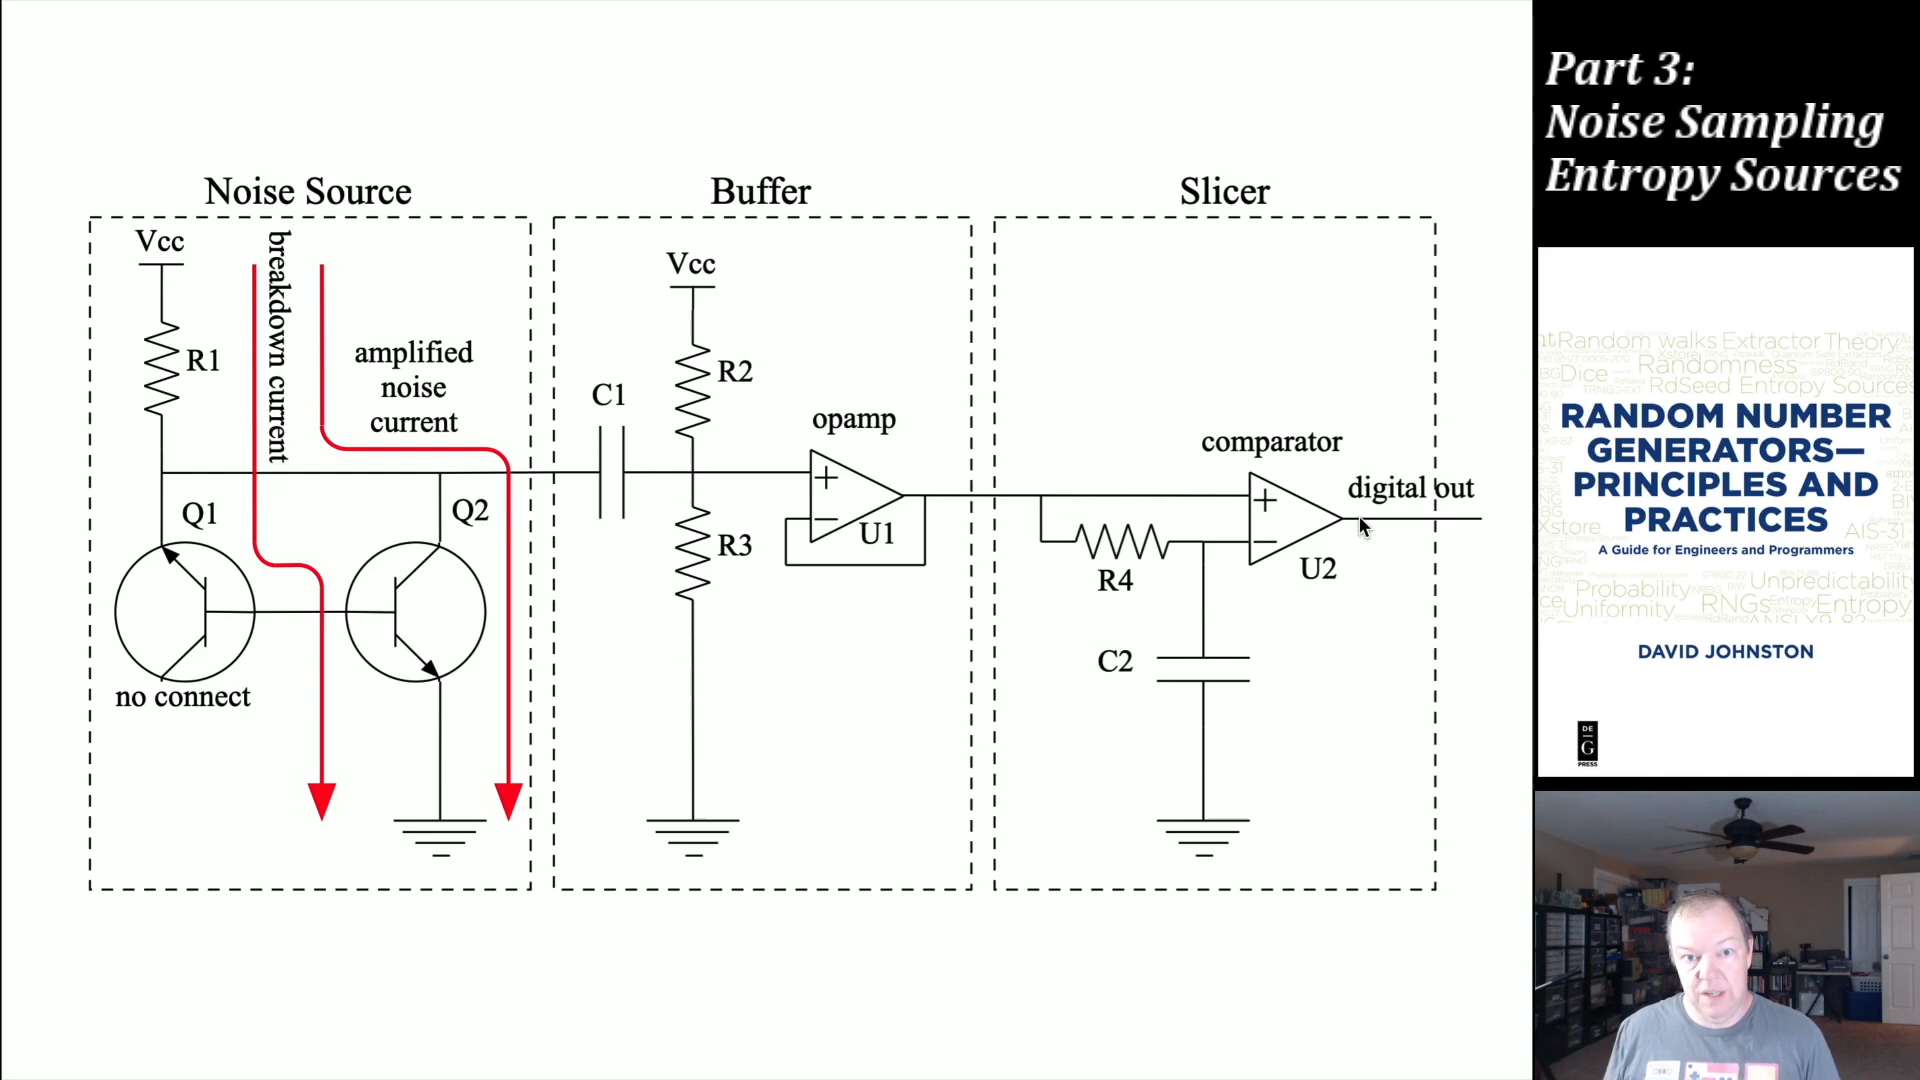 Part 3:
Noise Sampling
Entropy Sources
Noise Source
Buffer
Slicer
Vcc
R1
breakdown current
amplified
noise
current
Q1
Q2
no connect
Vcc
R2
C1
R3
opamp
+
−
U1
comparator
+
−
U2
digital out
R4
C2
Random walks Extractor Theory
Dice
Randomness
RdSeed Entropy Sources
RANDOM NUMBER
GENERATORS—
PRINCIPLES AND
PRACTICES
Xstore
AIS-31
A Guide for Engineers and Programmers
Probability
Unpredictability
Uniformity
RNGs
Entropy
DAVID JOHNSTON
DE
G
PRESS